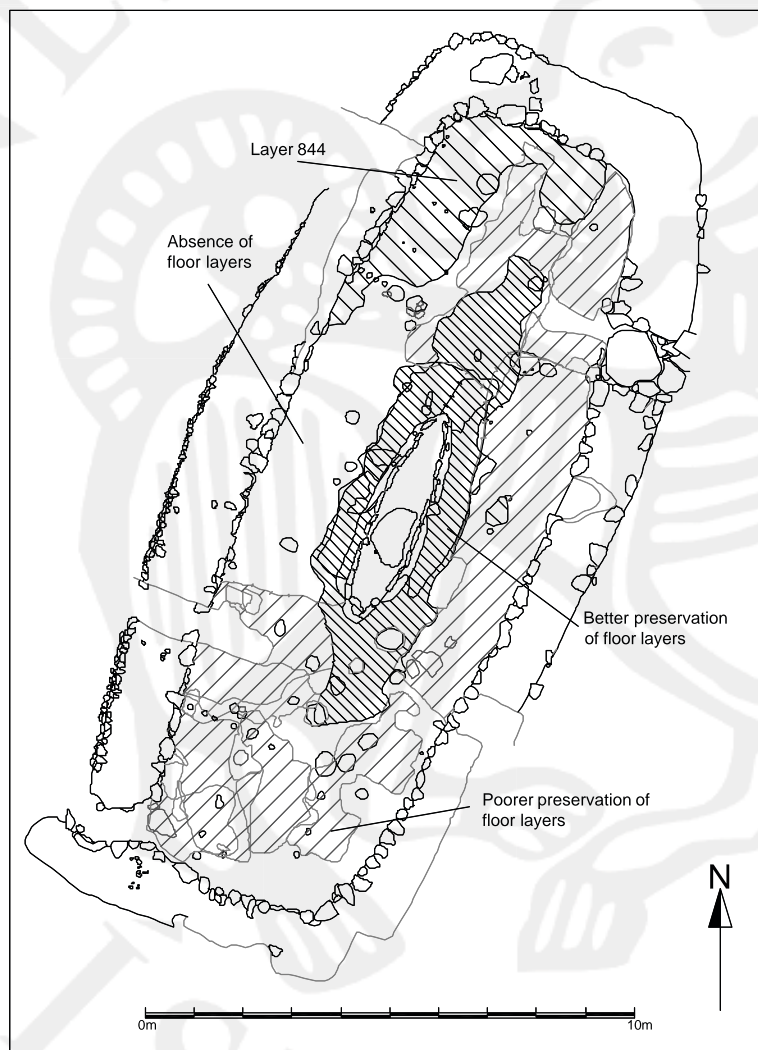 Layer 844
Absence of
floor layers
Better preservation
of floor layers
Poorer preservation of
floor layers
N
0m
10m